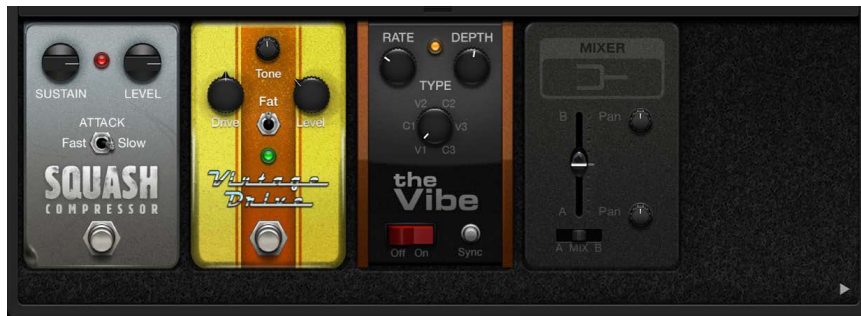 SUSTAIN LEVEL
ATTACK
Fast Slow
SQUASH
COMPRESSOR
Tone
Fat
Drive Level
Vintage
Drive
RATE DEPTH
TYPE
V2 C2
C1 V3
V1 C3
the
Vibe
Off On Sync
MIXER
B Pan
A Pan
A MIX B